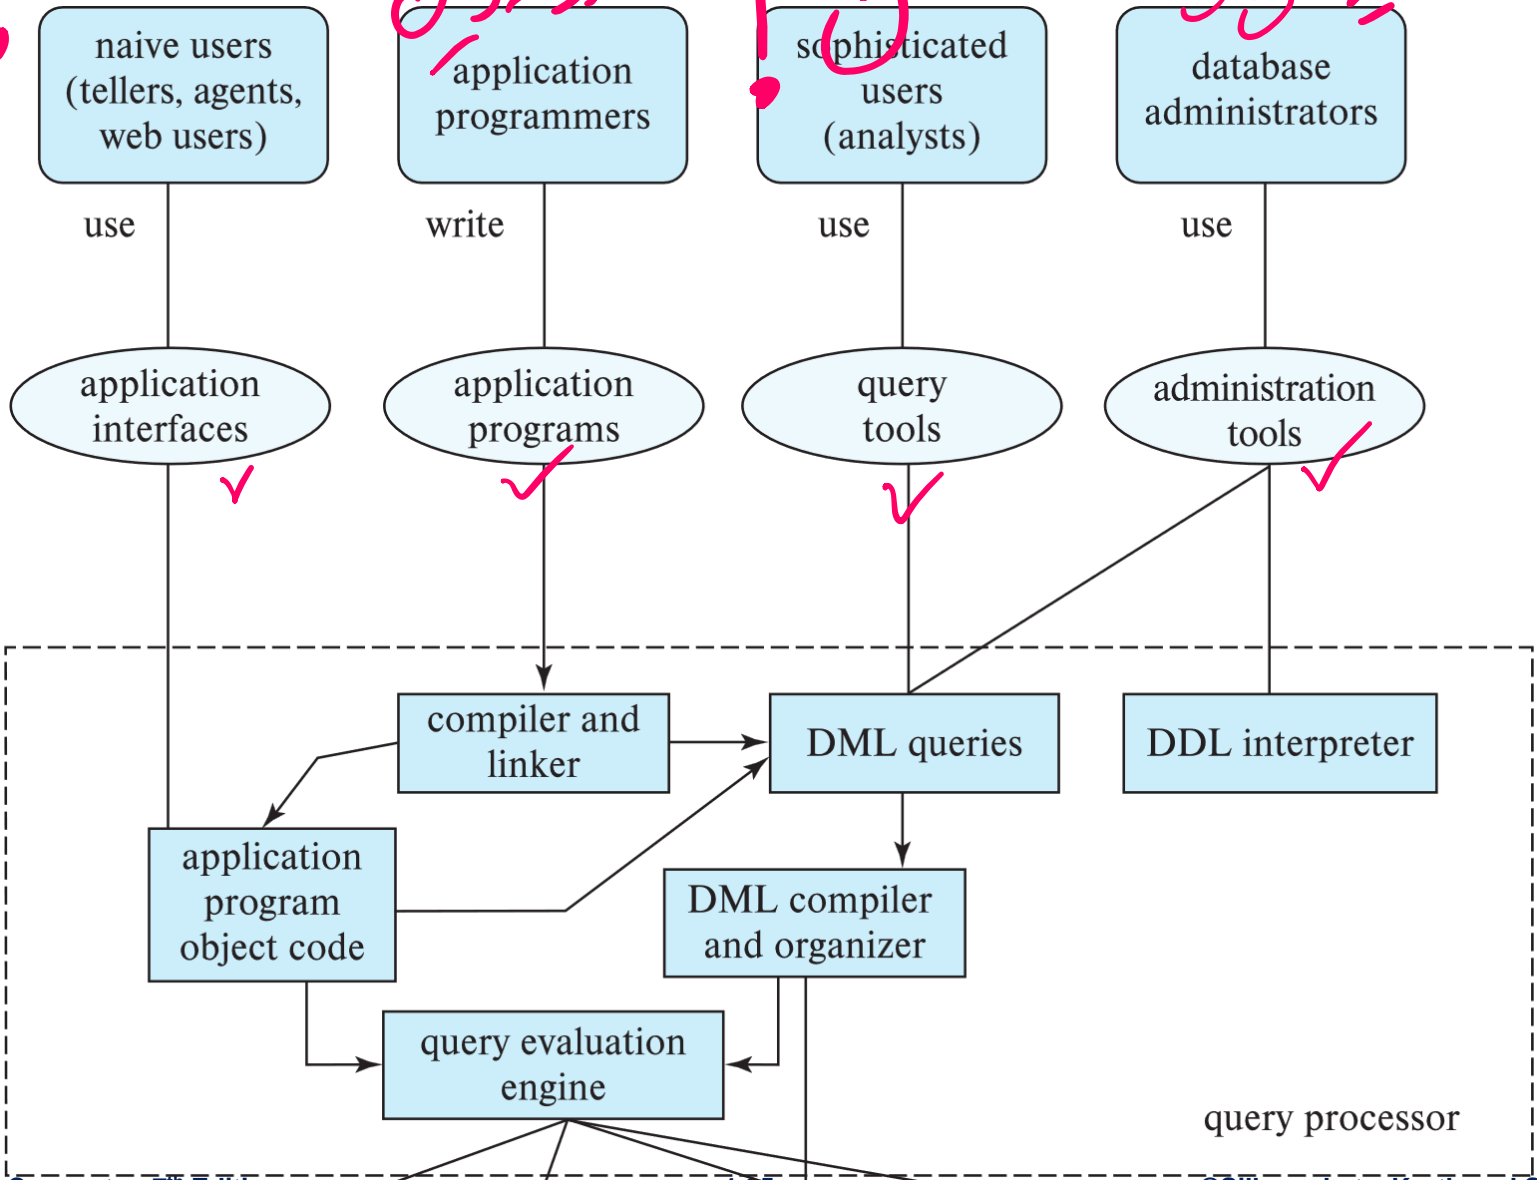 naive users
(tellers, agents,
web users)
application
programmers
sophisticated
users
(analysts)
database
administrators
use
write
use
use
application
interfaces
application
programs
query
tools
administration
tools
compiler and
linker
DML queries
DDL interpreter
application
program
object code
DML compiler
and organizer
query evaluation
engine
query processor